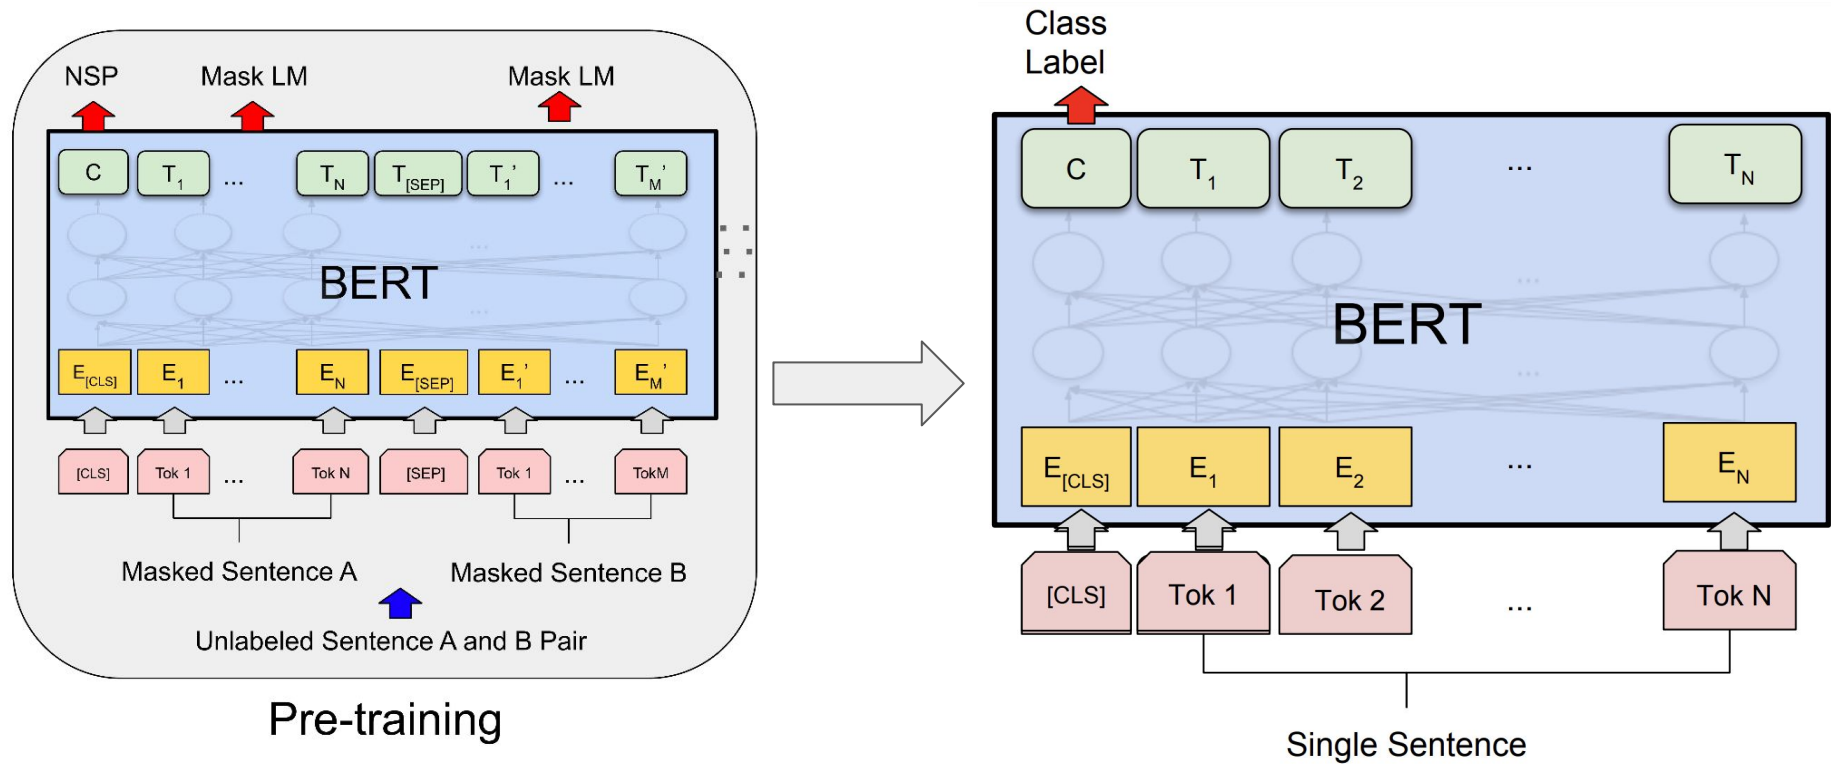 NSP Mask LM Mask LM
C T1 ... TN T[SEP] T1' ... TM'
...
BERT
...
E[CLS] E1 ... EN E[SEP] E1' ... EM'
[CLS] Tok 1 ... Tok N [SEP] Tok 1 ... TokM
Masked Sentence A Masked Sentence B
Unlabeled Sentence A and B Pair
Pre-training
Class
Label
C T1 T2 ... TN
...
BERT
...
E[CLS] E1 E2 ... EN
[CLS] Tok 1 Tok 2 ... Tok N
Single Sentence